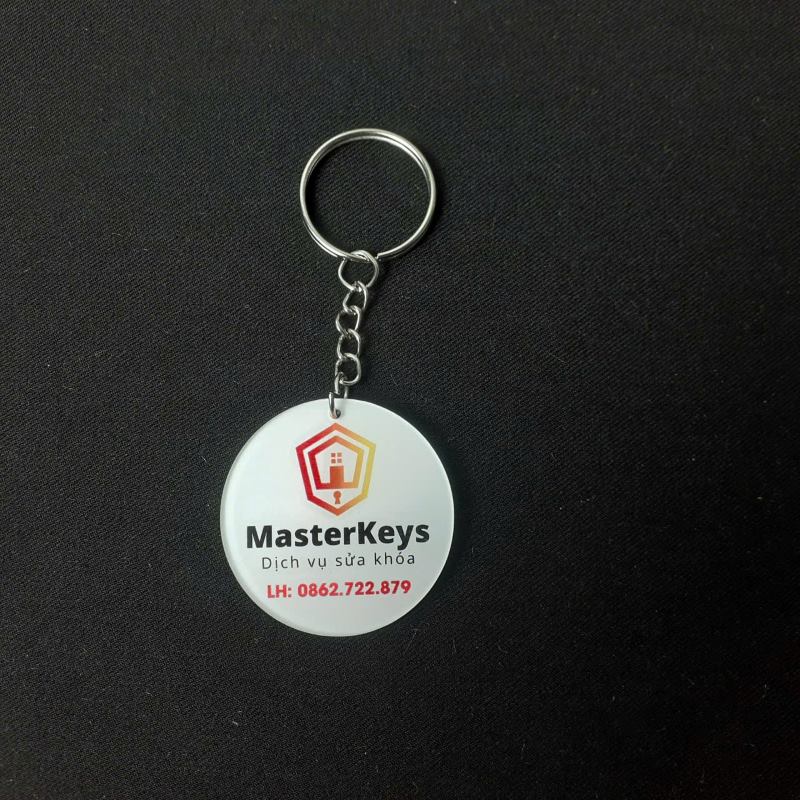 MasterKeys
Dịch vụ sửa khóa
LH: 0862.722.879